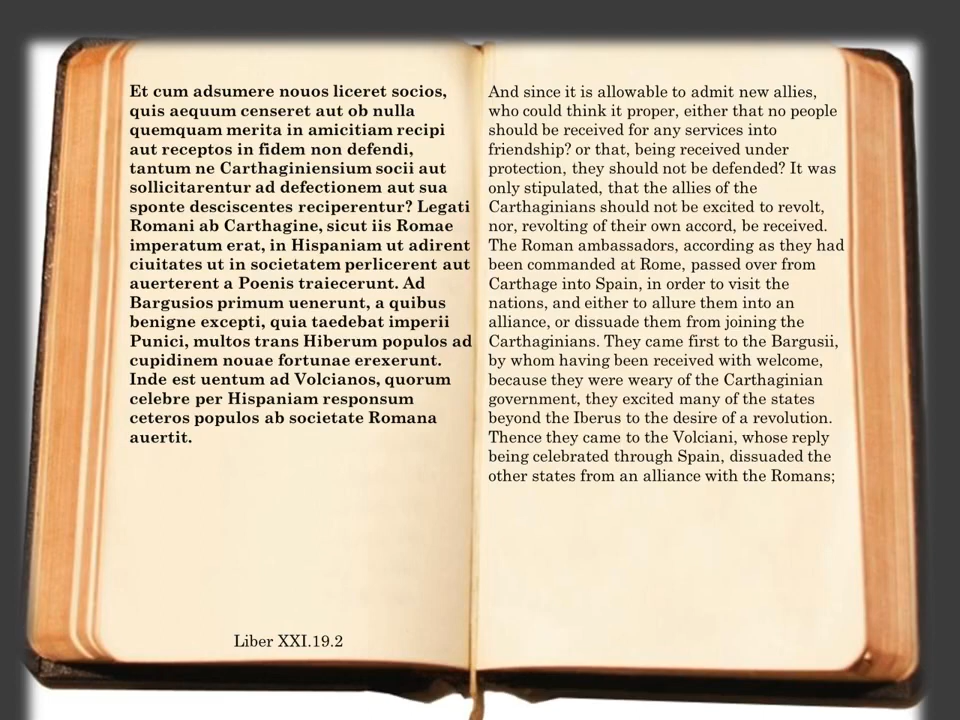 Et cum adsumere nouos liceret socios,
quis aequum censeret aut ob nulla
quemquam merita in amicitiam recipi
aut receptos in fidem non defendi,
tantum ne Carthaginiensium socii aut
sollicitarentur ad defectionem aut sua
sponte desciscentes reciperentur? Legati
Romani ab Carthagine, sicut iis Romae
imperatum erat, in Hispaniam ut adirent
ciuitates ut in societatem perlicerent aut
auerterent a Poenis traiecerunt. Ad
Bargusios primum uenerunt, a quibus
benigne excepti, quia taedebat imperii
Punici, multos trans Hiberum populos ad
cupidinem nouae fortunae erexerunt.
Inde est uentum ad Volcianos, quorum
celebre per Hispaniam responsum
ceteros populos ab societate Romana
auertit.
Liber XXI.19.2
And since it is allowable to admit new allies,
who could think it proper, either that no people
should be received for any services into
friendship? or that, being received under
protection, they should not be defended? It was
only stipulated, that the allies of the
Carthaginians should not be excited to revolt,
nor, revolting of their own accord, be received.
The Roman ambassadors, according as they had
been commanded at Rome, passed over from
Carthage into Spain, in order to visit the
nations, and either to allure them into an
alliance, or dissuade them from joining the
Carthaginians. They came first to the Bargusii,
by whom having been received with welcome,
because they were weary of the Carthaginian
government, they excited many of the states
beyond the Iberus to the desire of a revolution.
Thence they came to the Volciani, whose reply
being celebrated through Spain, dissuaded the
other states from an alliance with the Romans;